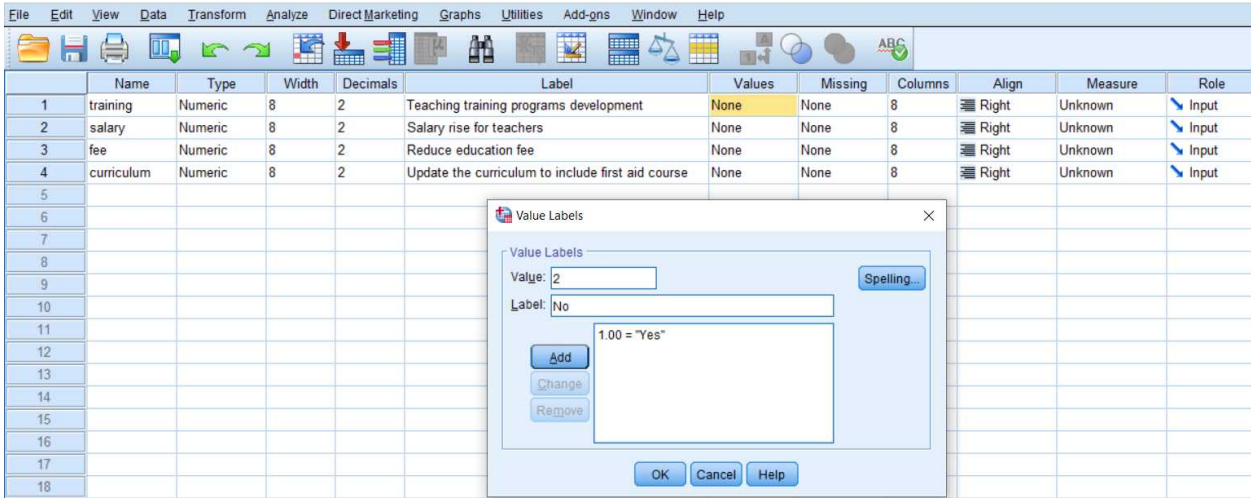 File Edit View Data Transform Analyze Direct Marketing Graphs Utilities Add-ons Window Help
A 1 4 ABC
Name Type Width Decimals Label Values Missing Columns Align Measure Role
1 training Numeric 8 2 Teaching training programs development None None 8 Right Unknown Input
2 salary Numeric 8 2 Salary rise for teachers None None 8 Right Unknown Input
3 fee Numeric 8 2 Reduce education fee None None 8 Right Unknown Input
4 curriculum Numeric 8 2 Update the curriculum to include first aid course None None 8 Right Unknown Input
5
6
7
8
9
10
11
12
13
14
15
16
17
18
Value Labels
Value Labels
Value: 2
Spelling...
Label: No
1.00 = "Yes"
Add
Change
Remove
OK Cancel Help